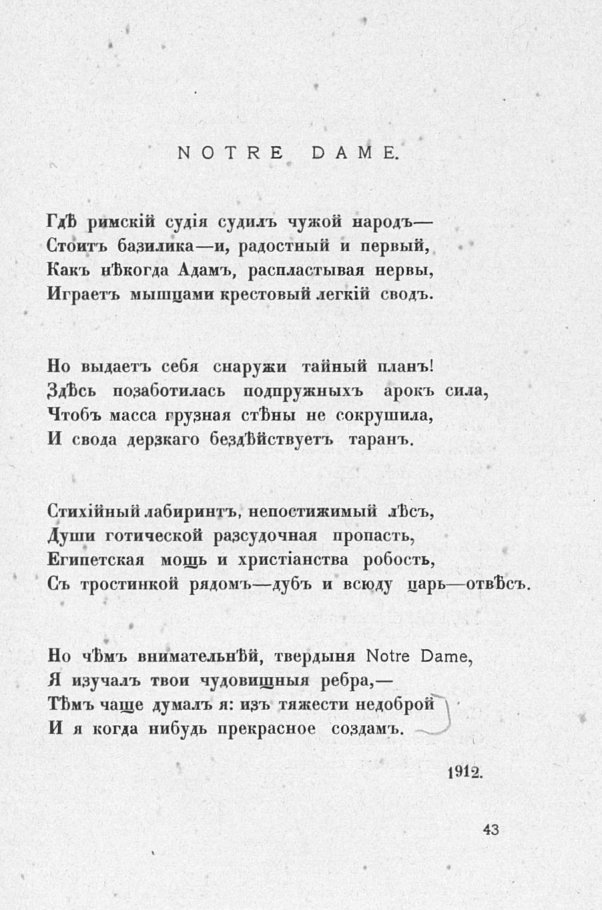 NOTRE DAME.
Гдѣ римскій судія судилъ чужой народъ—
Стоитъ базилика—и, радостный и первый,
Какъ нѣкогда Адамъ, распластывая нервы,
Играетъ мышцами крестовый легкій сводъ.
Но выдаетъ себя снаружи тайный планъ!
Здѣсь позаботилась подпружныхъ арокъ сила,
Чтобъ масса грузная стѣны не сокрушила,
И свода дерзкаго бездѣйствуетъ таранъ.
Стихійный лабиринтъ, непостижимый лѣсъ,
Души готической разсудочная пропасть,
Египетская мощь и христіанства робость,
Съ тростинкой рядомъ—дубъ и всюду царь—отвѣсъ.
Но чѣмъ внимательнѣй, твердыня Notre Dame,
Я изучалъ твои чудовищныя ребра,—
Тѣмъ чаще думалъ я: изъ тяжести недоброй
И я когда нибудь прекрасное создамъ.
1912.
43